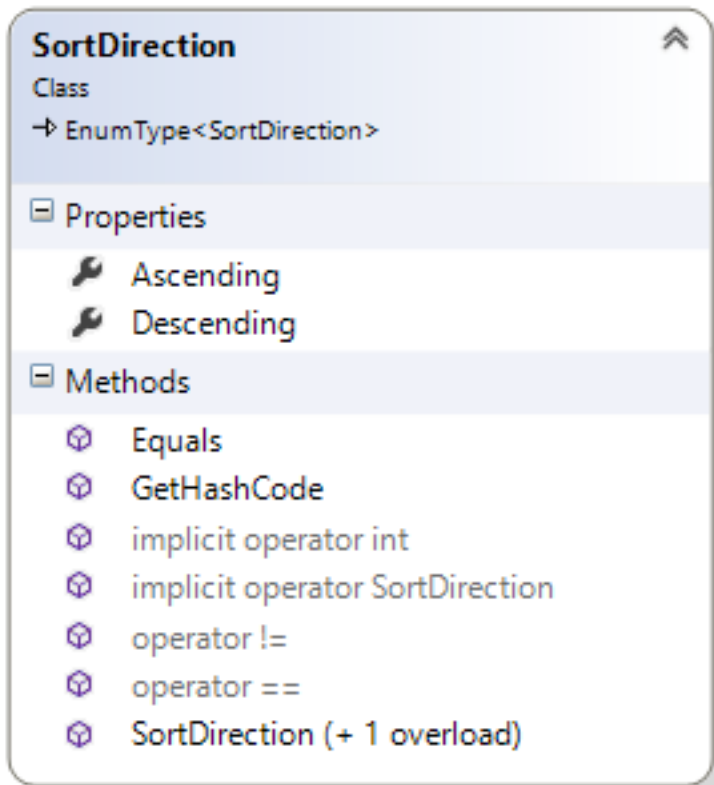 SortDirection
Class
EnumType<SortDirection>
Properties
Ascending
Descending
Methods
Equals
GetHashCode
implicit operator int
implicit operator SortDirection
operator !=
operator ==
SortDirection (+ 1 overload)